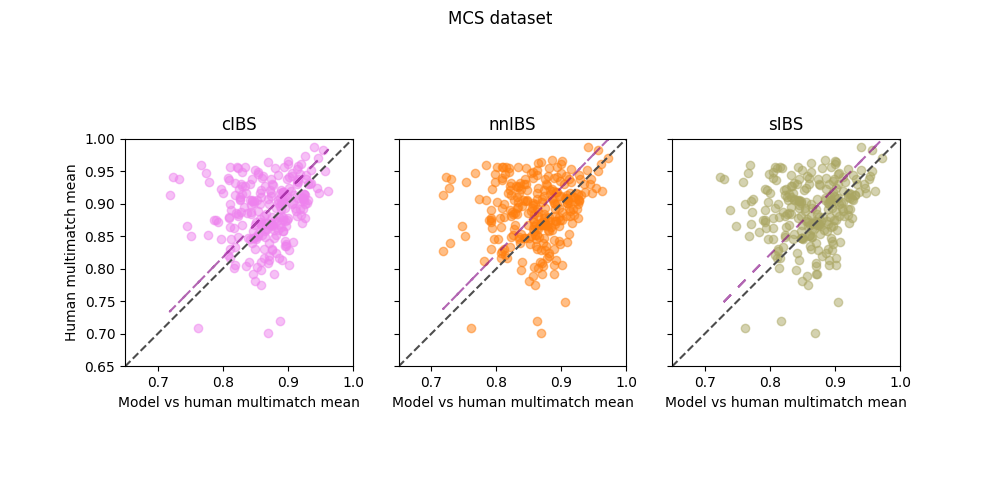 MCS dataset
cIBS
nnIBS
sIBS
Human multimatch mean
1.00
0.95
0.90
0.85
0.80
0.75
0.70
0.65
0.7 0.8 0.9 1.0
0.7 0.8 0.9 1.0
0.7 0.8 0.9 1.0
Model vs human multimatch mean
Model vs human multimatch mean
Model vs human multimatch mean